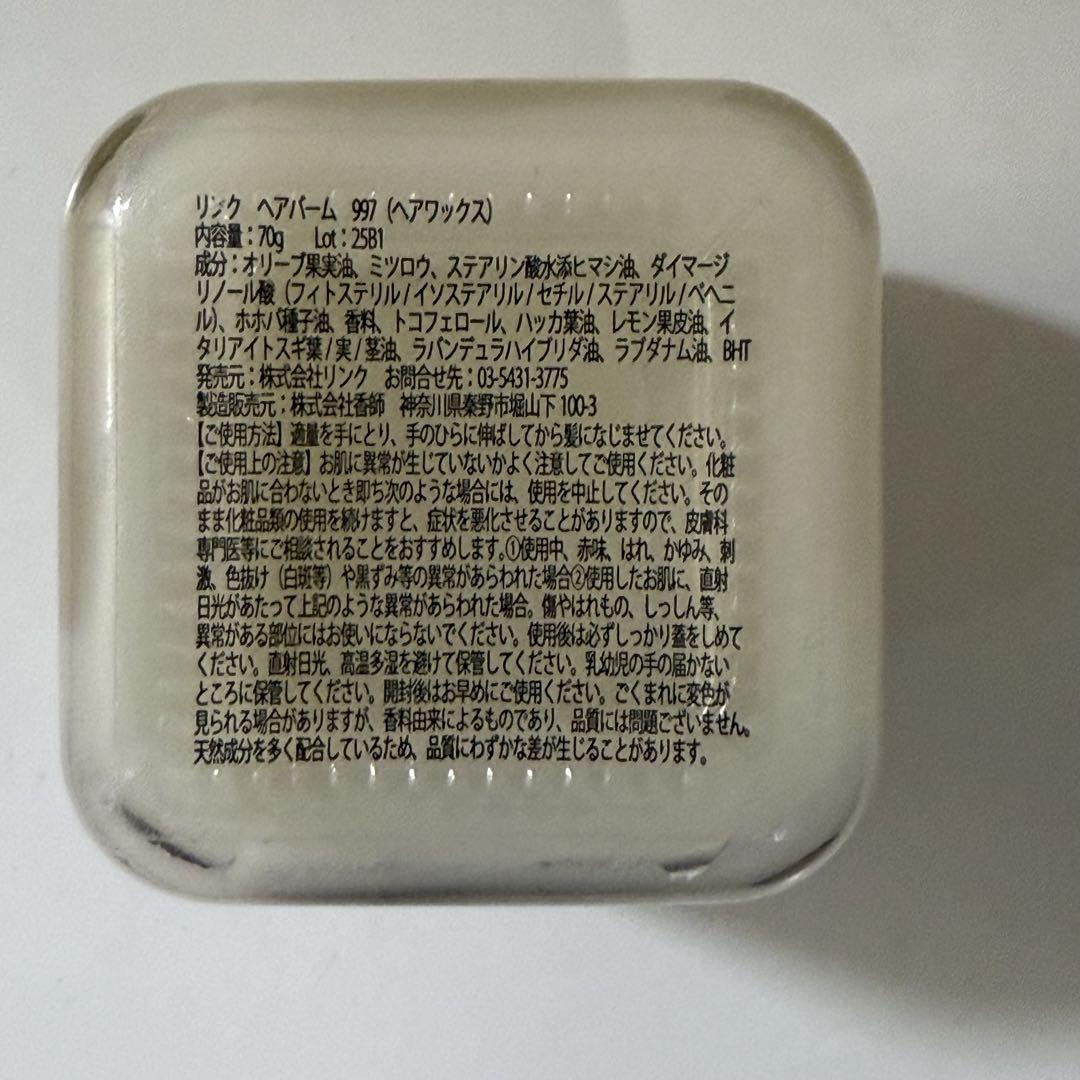 リンク ヘアバーム 997 (ヘアワックス)
内容量：70g Lot：25B1
成分：オリーブ果実油、ミツロウ、ステアリン酸水添ヒマシ油、ダイマージ
リノール酸（フィトステリル/イソステアリル/セチル/ステアリル/ベヘニ
ル)、ホホバ種子油、香料、トコフェロール、ハッカ葉油、レモン果皮油、イ
タリアイトスギ葉/実/茎油、ラバンデュラハイブリダ油、ラブダナム油、BHT
発売元：株式会社リンク お問合せ先：03-5431-3775
製造販売元：株式会社香師 神奈川県秦野市堀山下100-3
【ご使用方法】適量を手にとり、手のひらに伸ばしてから髪になじませてください。
【ご使用上の注意】お肌に異常が生じていないかよく注意してご使用ください。化粧
品がお肌に合わないとき即ち次のような場合には、使用を中止してください。その
まま化粧品類の使用を続けますと、症状を悪化させることがありますので、皮膚科
専門医等にご相談されることをおすすめします。①使用中、赤味、はれ、かゆみ、刺
激、色抜け（白斑等）や黒ずみ等の異常があらわれた場合②使用したお肌に、直射
日光があたって上記のような異常があらわれた場合。傷やはれもの、しっしん等、
異常がある部位にはお使いにならないでください。使用後は必ずしっかり蓋をしめて
ください。直射日光、高温多湿を避けて保管してください。乳幼児の手の届かない
ところに保管してください。開封後はお早めにご使用ください。ごくまれに変色が
見られる場合がありますが、香料由来によるものであり、品質には問題ございません。
天然成分を多く配合しているため、品質にわずかな差が生じることがあります。